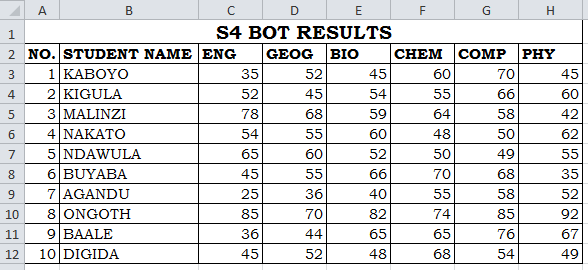 A B C D E F G H
1 S4 BOT RESULTS
2 NO. STUDENT NAME ENG GEOG BIO CHEM COMP PHY
3 1 KABOYO 35 52 45 60 70 45
4 2 KIGULA 52 45 54 55 66 60
5 3 MALINZI 78 68 59 64 58 42
6 4 NAKATO 54 55 60 48 50 62
7 5 NDAWULA 65 60 52 50 49 55
8 6 BUYABA 45 55 66 70 68 35
9 7 AGANDU 25 36 40 55 58 52
10 8 ONGOTH 85 70 82 74 85 92
11 9 BAALE 36 44 65 65 76 67
12 10 DIGIDA 45 52 48 68 54 49